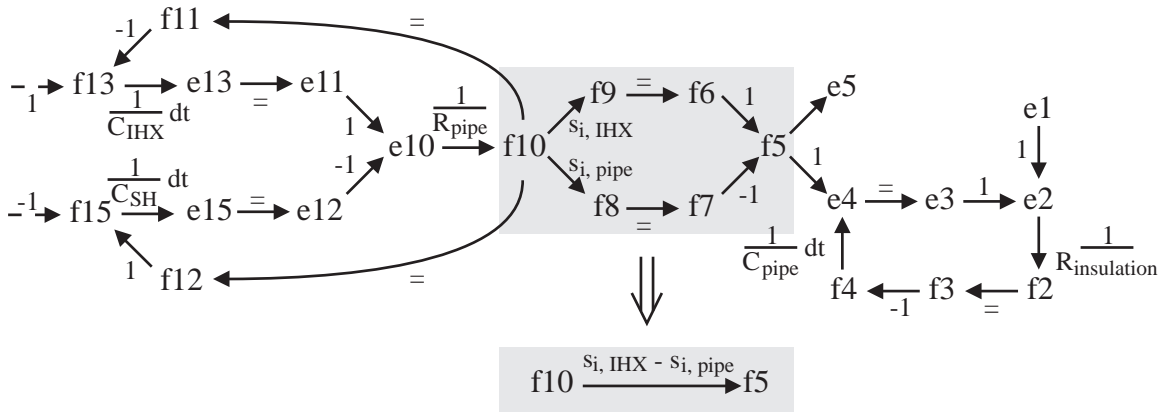 f11 =
-1
f13 e13 e11
1 1/C_IHX dt =
1
e10 1/R_pipe f10
-1
f15 1/C_SH dt e15 e12
-1 =
1
f12 =
f9 = f6
s_i, IHX 1
s_i, pipe
f8 = f7 -1
f5
e5
1
e4 = e3 1 e2
e1
1
1/C_pipe dt 1/R_insulation
f4 -1 f3 = f2
f10 s_i, IHX - s_i, pipe f5